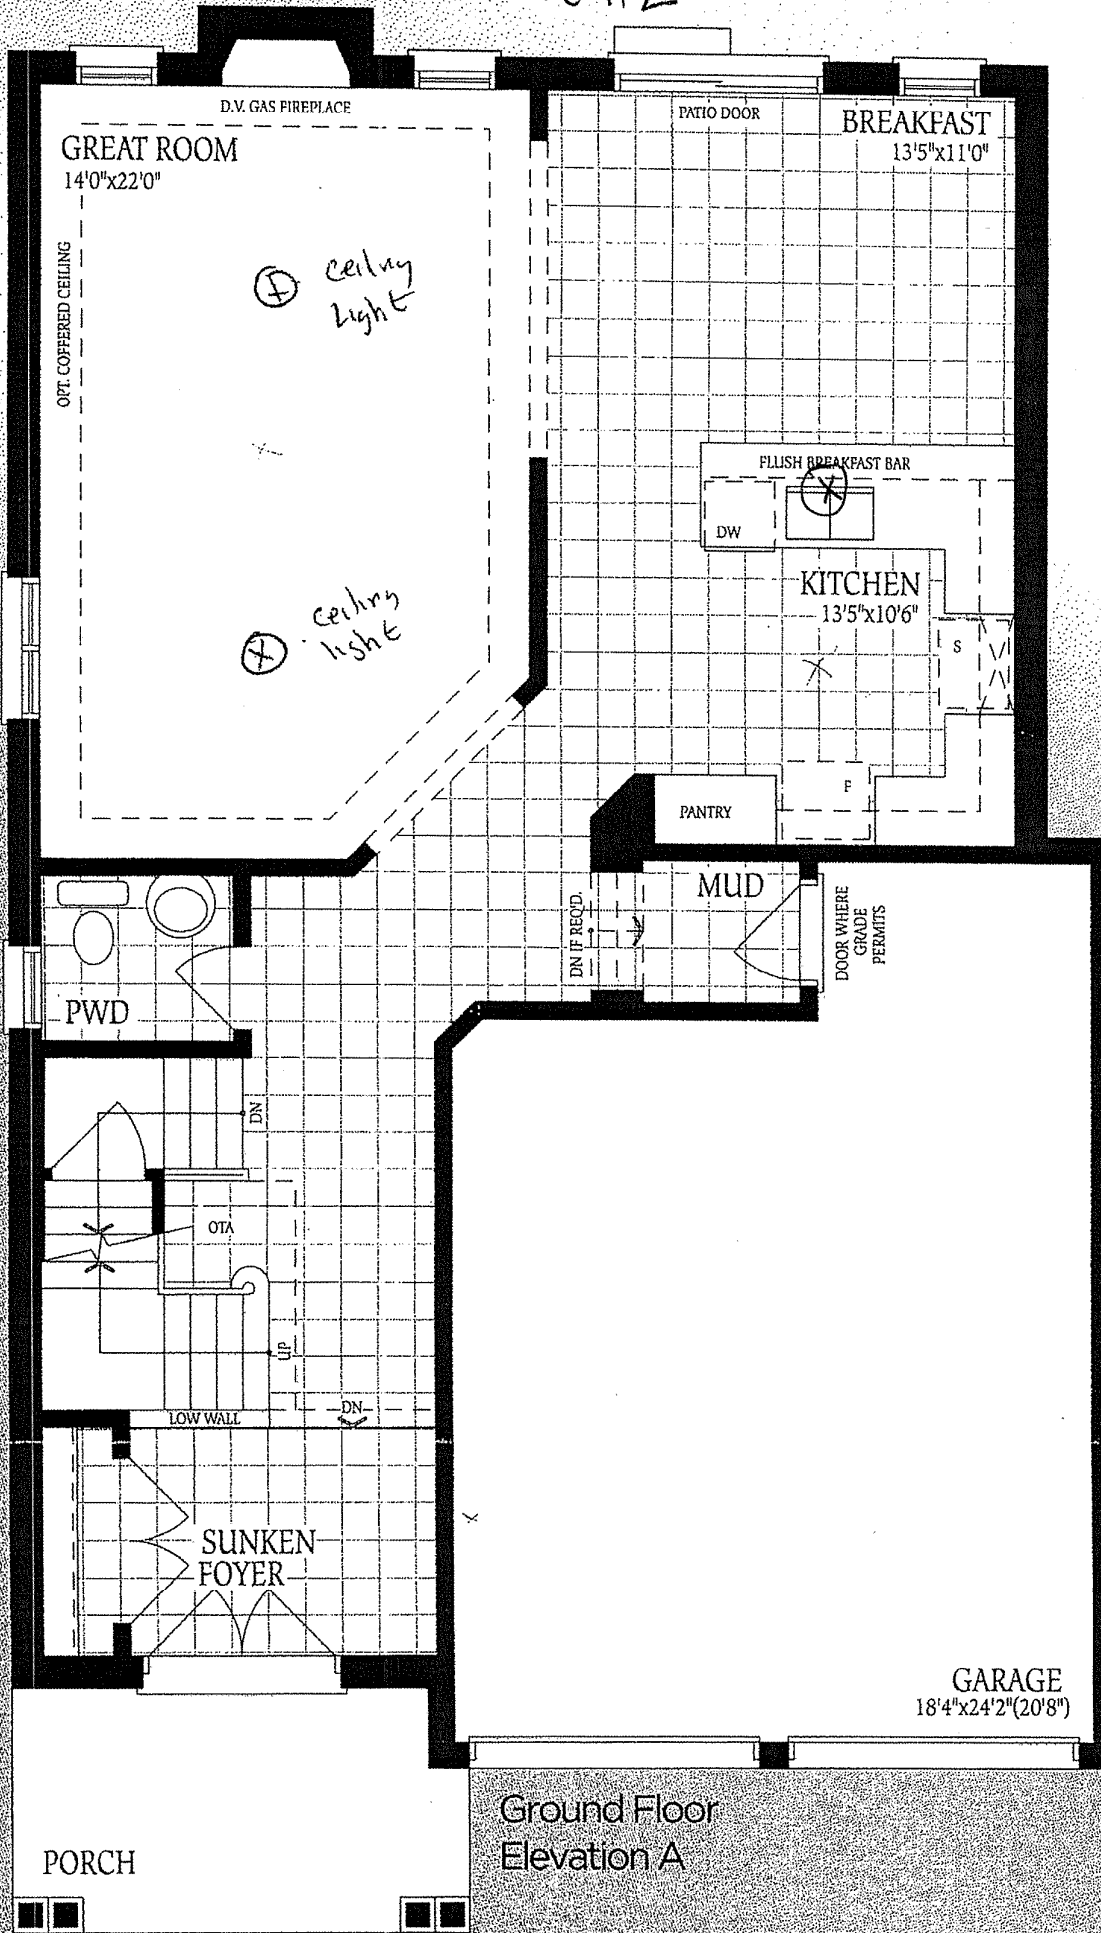 D.V. GAS FIREPLACE
GREAT ROOM
14'0"x22'0"
OPT. COFFERED CEILING
ceiling
light
ceiling
light
PATIO DOOR
BREAKFAST
13'5"x11'0"
FLUSH BREAKFAST BAR
DW
KITCHEN
13'5"x10'6"
S
F
PANTRY
MUD
DN IF REQ'D.
DOOR WHERE
GRADE
PERMITS
PWD
DN
OTA
UP
DN
LOW WALL
SUNKEN
FOYER
GARAGE
18'4"x24'2"(20'8")
Ground Floor
Elevation A
PORCH